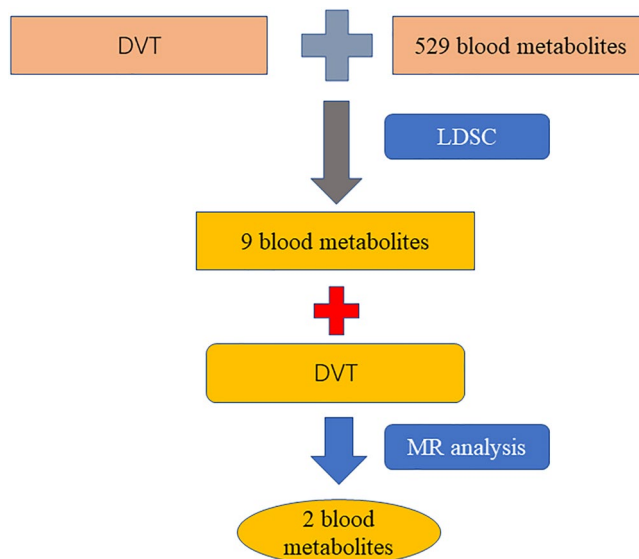 DVT
529 blood metabolites
LDSC
9 blood metabolites
DVT
MR analysis
2 blood
metabolites